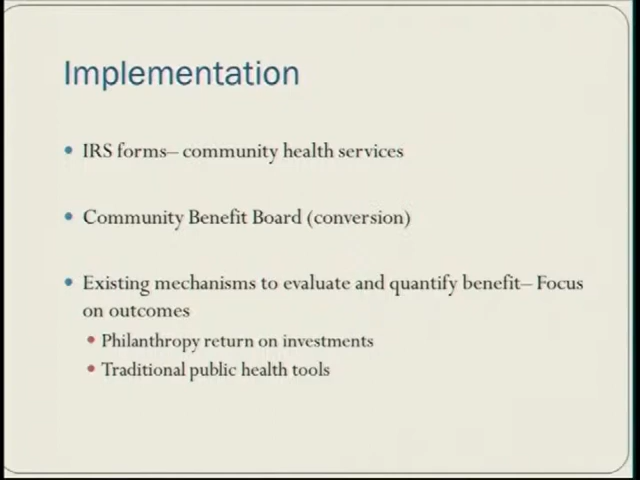 Implementation
• IRS forms– community health services
• Community Benefit Board (conversion)
• Existing mechanisms to evaluate and quantify benefit– Focus
on outcomes
• Philanthropy return on investments
• Traditional public health tools